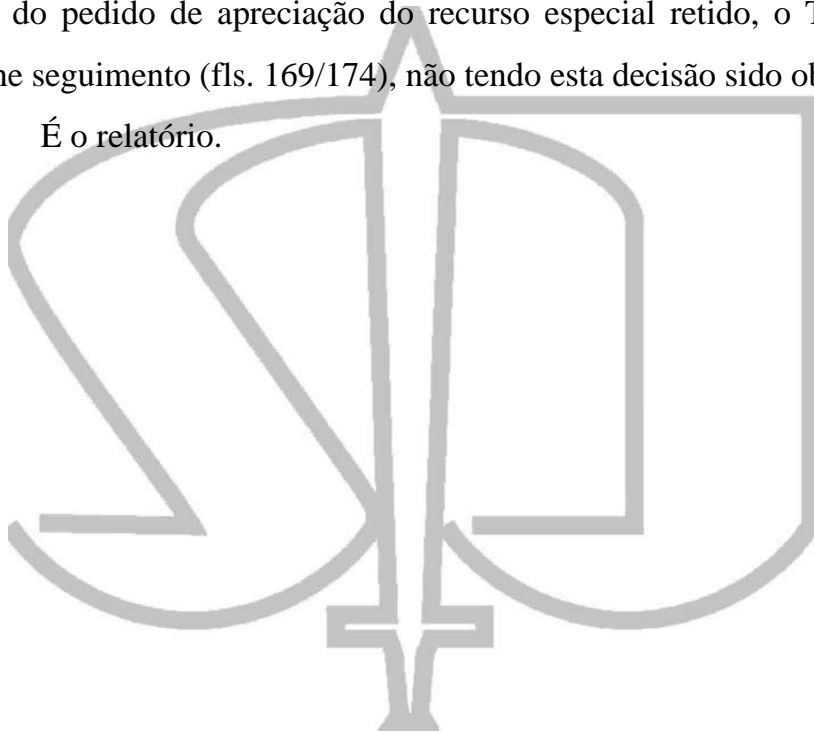 do pedido de apreciação do recurso especial retido, o T
ne seguimento (fls. 169/174), não tendo esta decisão sido ob
É o relatório.